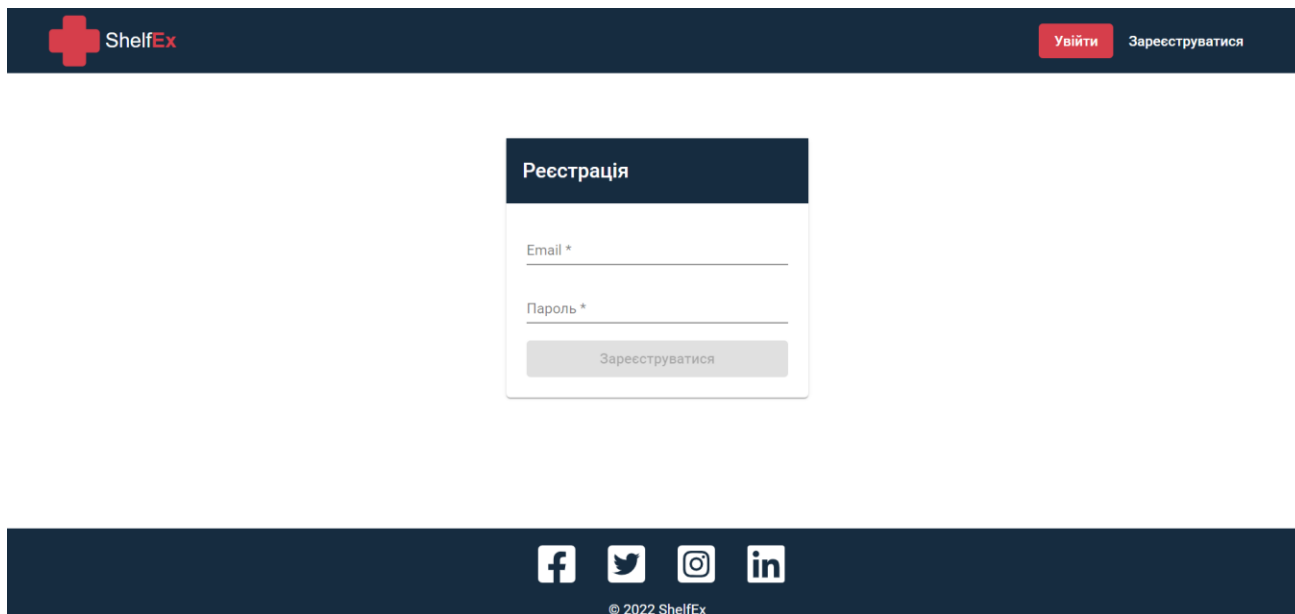 ShelfEx
Увійти Зареєструватися
Реєстрація
Email *
Пароль *
Зареєструватися
© 2022 ShelfEx